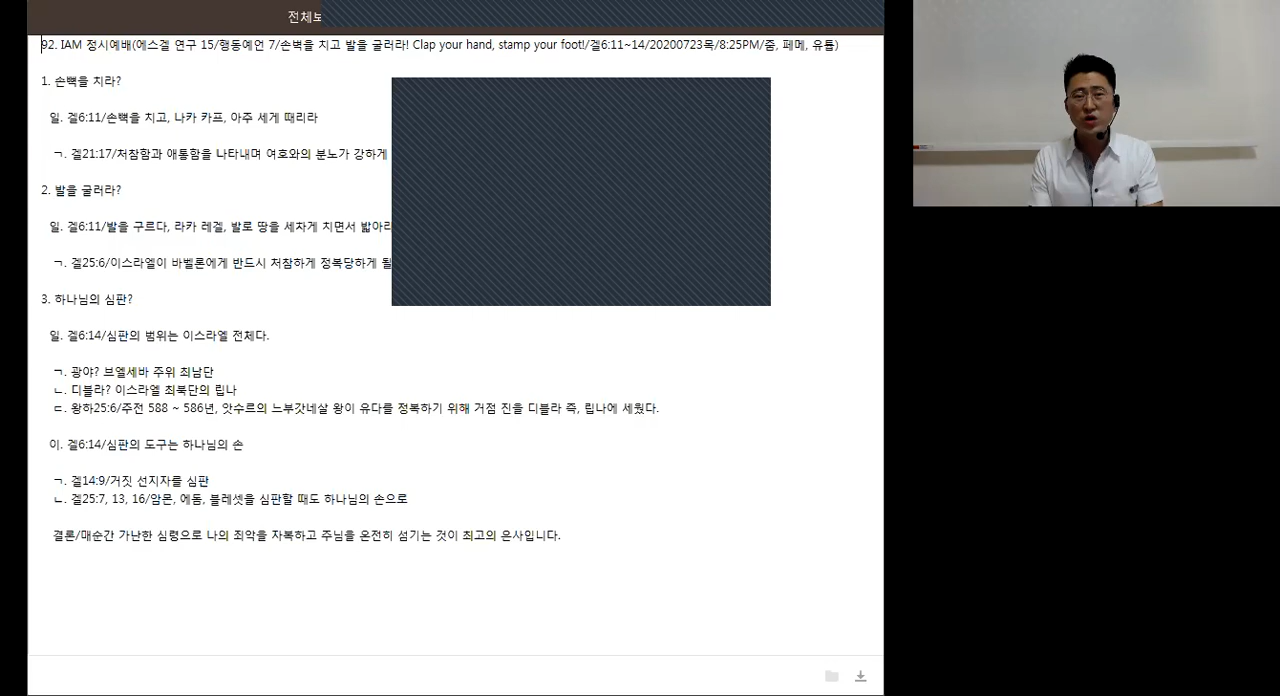 전체보
92. IAM 정시예배(에스겔 연구 15/행동예언 7/손벽을 치고 발을 굴러라! Clap your hand, stamp your foot!/겔6:11~14/20200723목/8:25PM/줌, 페메, 유튭)
1. 손뼉을 치라?
일. 겔6:11/손뼉을 치고, 나카 카프, 아주 세게 때리라
ㄱ. 겔21:17/처참함과 애통함을 나타내며 여호와의 분노가 강하게
2. 발을 굴러라?
일. 겔6:11/발을 구르다, 라카 레겔, 발로 땅을 세차게 치면서 밟아라
ㄱ. 겔25:6/이스라엘이 바벨론에게 반드시 처참하게 정복당하게 될
3. 하나님의 심판?
일. 겔6:14/심판의 범위는 이스라엘 전체다.
ㄱ. 광야? 브엘세바 주위 최남단
ㄴ. 디블라? 이스라엘 최북단의 립나
ㄷ. 왕하25:6/주전 588 ~ 586년, 앗수르의 느부갓네살 왕이 유다를 정복하기 위해 거점 진을 디블라 즉, 립나에 세웠다.
이. 겔6:14/심판의 도구는 하나님의 손
ㄱ. 겔14:9/거짓 선지자를 심판
ㄴ. 겔25:7, 13, 16/암몬, 에돔, 블레셋을 심판할 때도 하나님의 손으로
결론/매순간 가난한 심령으로 나의 죄악을 자복하고 주님을 온전히 섬기는 것이 최고의 은사입니다.